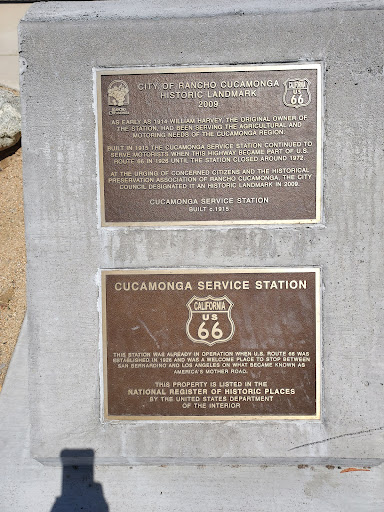 CITY OF RANCHO CUCAMONGA
HISTORIC LANDMARK
2009
CALIFORNIA
US
66
AS EARLY AS 1914 WILLIAM HARVEY, THE ORIGINAL OWNER OF
THE STATION, HAD BEEN SERVING THE AGRICULTURAL AND
MOTORING NEEDS OF THE CUCAMONGA REGION.
BUILT IN 1915 THE CUCAMONGA SERVICE STATION CONTINUED TO
SERVE MOTORISTS WHEN THIS HIGHWAY BECAME PART OF U.S.
ROUTE 66 IN 1926 UNTIL THE STATION CLOSED AROUND 1972.
AT THE URGING OF CONCERNED CITIZENS AND THE HISTORICAL
PRESERVATION ASSOCIATION OF RANCHO CUCAMONGA, THE CITY
COUNCIL DESIGNATED IT AN HISTORIC LANDMARK IN 2009.
CUCAMONGA SERVICE STATION
BUILT c.1915
CUCAMONGA SERVICE STATION
CALIFORNIA
US
66
THIS STATION WAS ALREADY IN OPERATION WHEN U.S. ROUTE 66 WAS
ESTABLISHED IN 1926 AND WAS A WELCOME PLACE TO STOP BETWEEN
SAN BERNARDINO AND LOS ANGELES ON WHAT BECAME KNOWN AS
AMERICA'S MOTHER ROAD.
THIS PROPERTY IS LISTED IN THE
NATIONAL REGISTER OF HISTORIC PLACES
BY THE UNITED STATES DEPARTMENT
OF THE INTERIOR